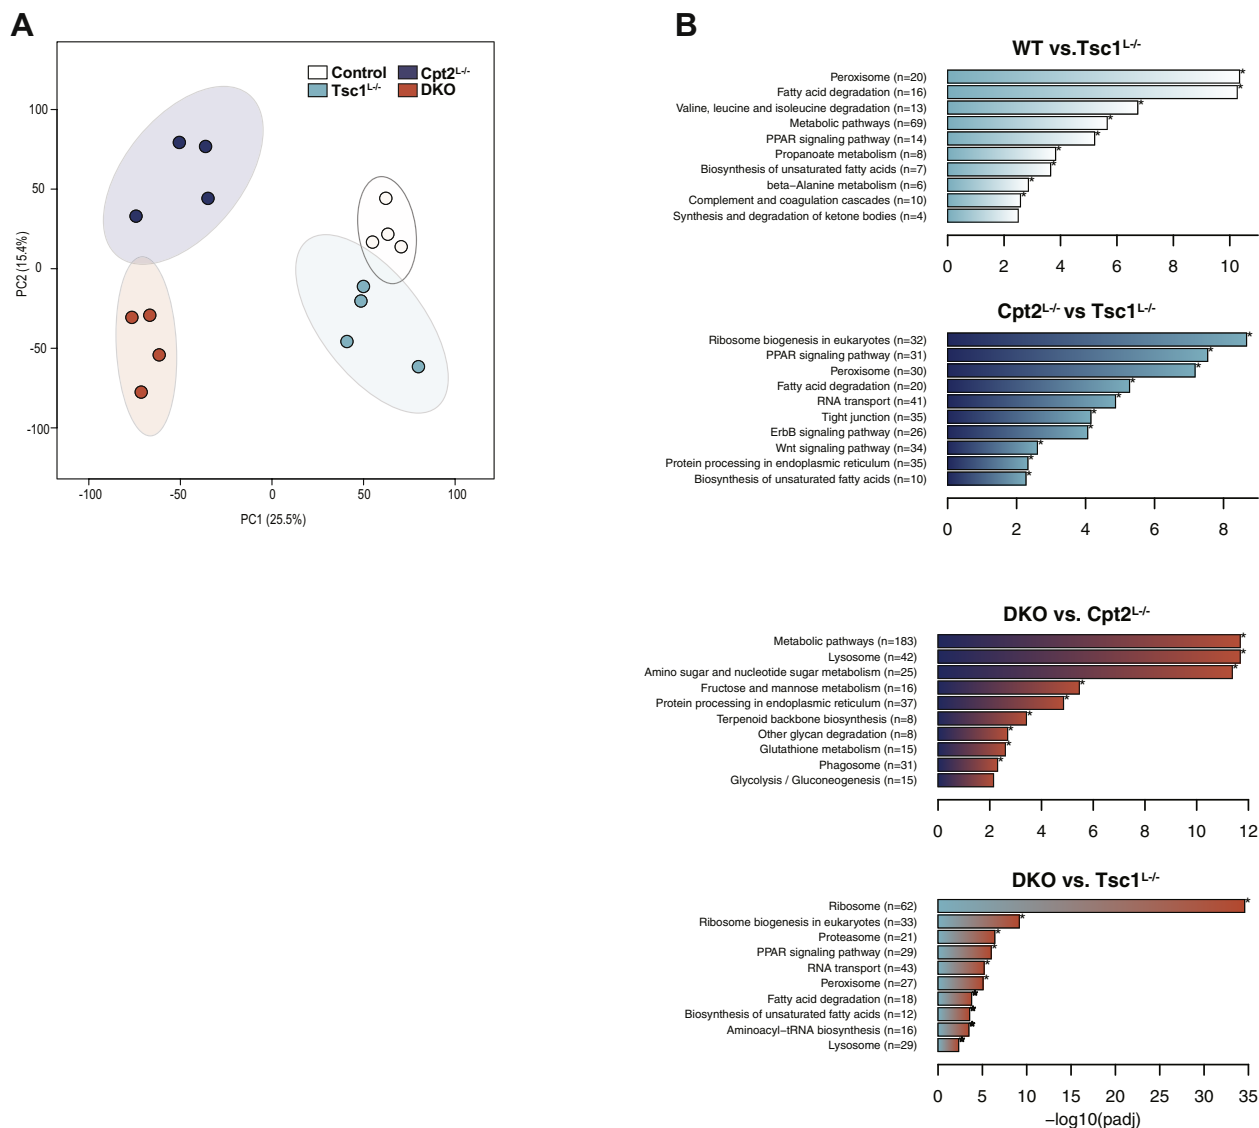 A
Control
Cpt2L-/-
Tsc1L-/-
DKO
100
50
0
-50
-100
PC2 (15.4%)
-100
-50
0
50
100
PC1 (25.5%)
B
WT vs.Tsc1L-/-
Peroxisome (n=20)
*
Fatty acid degradation (n=16)
*
Valine, leucine and isoleucine degradation (n=13)
*
Metabolic pathways (n=69)
*
PPAR signaling pathway (n=14)
*
Propanoate metabolism (n=8)
*
Biosynthesis of unsaturated fatty acids (n=7)
*
beta−Alanine metabolism (n=6)
*
Complement and coagulation cascades (n=10)
*
Synthesis and degradation of ketone bodies (n=4)
0 2 4 6 8 10
Cpt2L-/- vs Tsc1L-/-
Ribosome biogenesis in eukaryotes (n=32)
*
PPAR signaling pathway (n=31)
*
Peroxisome (n=30)
*
Fatty acid degradation (n=20)
*
RNA transport (n=41)
*
Tight junction (n=35)
*
ErbB signaling pathway (n=26)
*
Wnt signaling pathway (n=34)
*
Protein processing in endoplasmic reticulum (n=35)
*
Biosynthesis of unsaturated fatty acids (n=10)
*
0 2 4 6 8
DKO vs. Cpt2L-/-
Metabolic pathways (n=183)
*
Lysosome (n=42)
*
Amino sugar and nucleotide sugar metabolism (n=25)
*
Fructose and mannose metabolism (n=16)
*
Protein processing in endoplasmic reticulum (n=37)
*
Terpenoid backbone biosynthesis (n=8)
*
Other glycan degradation (n=8)
*
Glutathione metabolism (n=15)
*
Phagosome (n=31)
*
Glycolysis / Gluconeogenesis (n=15)
0 2 4 6 8 10 12
DKO vs. Tsc1L-/-
Ribosome (n=62)
*
Ribosome biogenesis in eukaryotes (n=33)
*
Proteasome (n=21)
*
PPAR signaling pathway (n=29)
*
RNA transport (n=43)
*
Peroxisome (n=27)
*
Fatty acid degradation (n=18)
*
Biosynthesis of unsaturated fatty acids (n=12)
*
Aminoacyl−tRNA biosynthesis (n=16)
*
Lysosome (n=29)
*
0 5 10 15 20 25 30 35
−log10(padj)